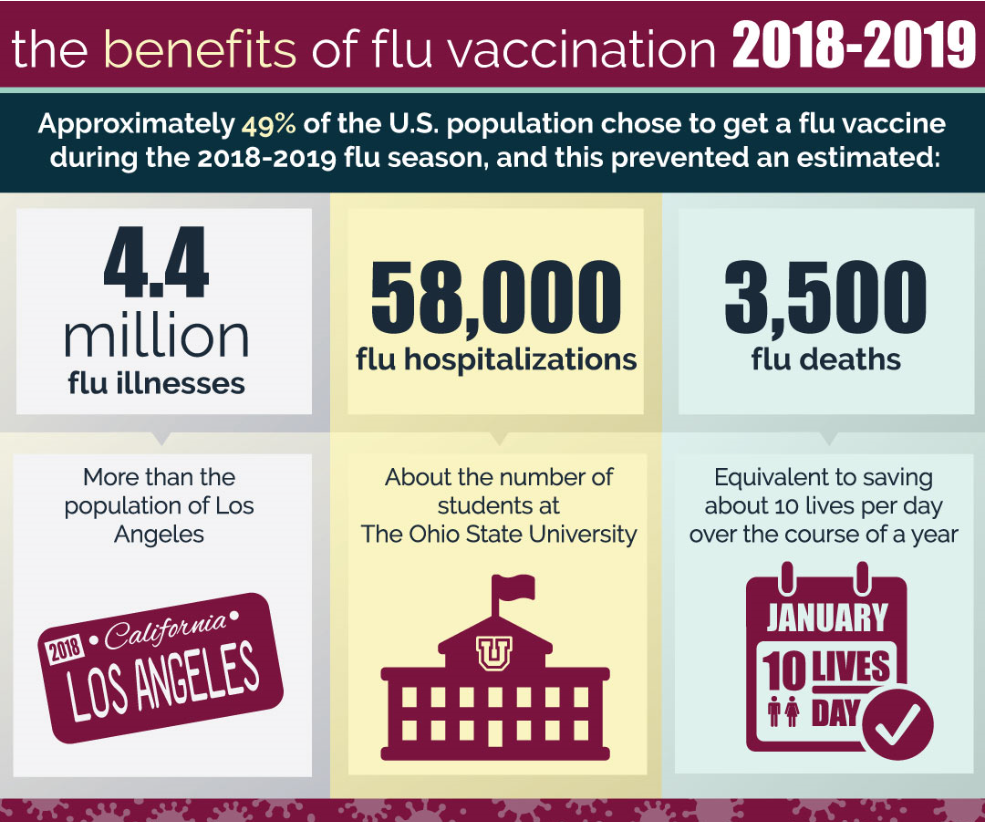 the benefits of flu vaccination 2018-2019
Approximately 49% of the U.S. population chose to get a flu vaccine
during the 2018-2019 flu season, and this prevented an estimated:
4.4
million
flu illnesses
58,000
flu hospitalizations
3,500
flu deaths
More than the
population of Los
Angeles
2018 • California •
LOS ANGELES
About the number of
students at
The Ohio State University
U
Equivalent to saving
about 10 lives per day
over the course of a year
JANUARY
10 LIVES
DAY